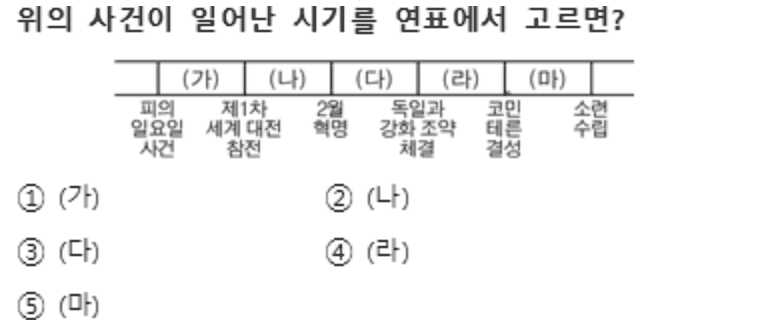 위의 사건이 일어난 시기를 연표에서 고르면?
(가) (나) (다) (라) (마)
피의 제1차 2월 독일과 코민 소련
일요일 세계 대전 혁명 강화 조약 테른 수립
사건 참전 체결 결성
① (가) ② (나)
③ (다) ④ (라)
⑤ (마)